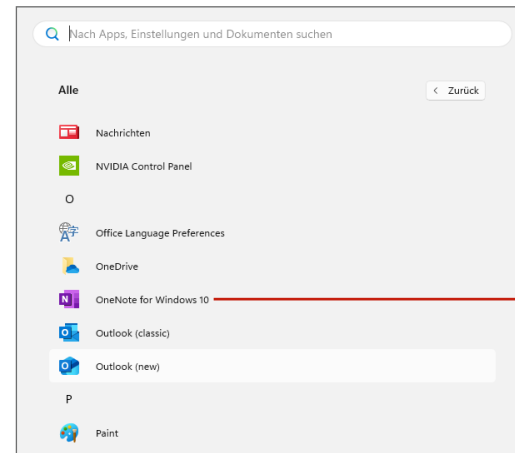 Nach Apps, Einstellungen und Dokumenten suchen
Alle
Zurück
Nachrichten
NVIDIA Control Panel
O
Office Language Preferences
OneDrive
OneNote for Windows 10
Outlook (classic)
Outlook (new)
P
Paint